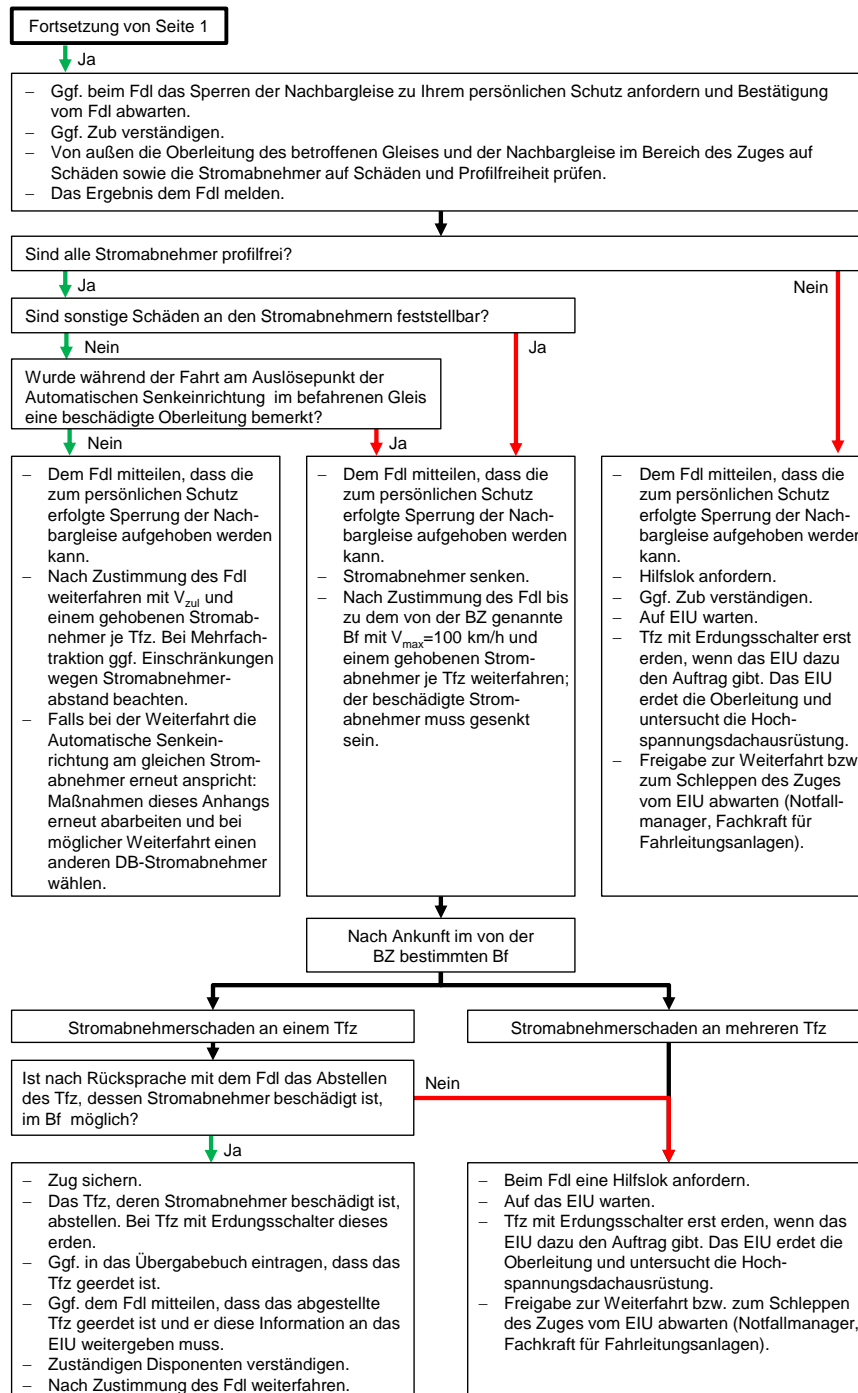 Fortsetzung von Seite 1
Ja
– Ggf. beim Fdl das Sperren der Nachbargleise zu Ihrem persönlichen Schutz anfordern und Bestätigung
vom Fdl abwarten.
– Ggf. Zub verständigen.
– Von außen die Oberleitung des betroffenen Gleises und der Nachbargleise im Bereich des Zuges auf
Schäden sowie die Stromabnehmer auf Schäden und Profilfreiheit prüfen.
– Das Ergebnis dem Fdl melden.
Sind alle Stromabnehmer profilfrei?
Ja
Nein
Sind sonstige Schäden an den Stromabnehmern feststellbar?
Nein
Ja
Wurde während der Fahrt am Auslösepunkt der
Automatischen Senkeinrichtung im befahrenen Gleis
eine beschädigte Oberleitung bemerkt?
Nein
Ja
– Dem Fdl mitteilen, dass die
zum persönlichen Schutz
erfolgte Sperrung der Nach-
bargleise aufgehoben werden
kann.
– Nach Zustimmung des Fdl
weiterfahren mit Vzul und
einem gehobenen Stromab-
nehmer je Tfz. Bei Mehrfach-
traktion ggf. Einschränkungen
wegen Stromabnehmer-
abstand beachten.
– Falls bei der Weiterfahrt die
Automatische Senkein-
richtung am gleichen Strom-
abnehmer erneut anspricht:
Maßnahmen dieses Anhangs
erneut abarbeiten und bei
möglicher Weiterfahrt einen
anderen DB-Stromabnehmer
wählen.
– Dem Fdl mitteilen, dass die
zum persönlichen Schutz
erfolgte Sperrung der Nach-
bargleise aufgehoben werden
kann.
– Stromabnehmer senken.
– Nach Zustimmung des Fdl bis
zu dem von der BZ genannte
Bf mit Vmax=100 km/h und
einem gehobenen Strom-
abnehmer je Tfz weiterfahren;
der beschädigte Strom-
abnehmer muss gesenkt
sein.
– Dem Fdl mitteilen, dass die
zum persönlichen Schutz
erfolgte Sperrung der Nach-
bargleise aufgehoben werden
kann.
– Hilfslok anfordern.
– Ggf. Zub verständigen.
– Auf EIU warten.
– Tfz mit Erdungsschalter erst
erden, wenn das EIU dazu
den Auftrag gibt. Das EIU
erdet die Oberleitung und
untersucht die Hoch-
spannungsdachausrüstung.
– Freigabe zur Weiterfahrt bzw
zum Schleppen des Zuges
vom EIU abwarten (Notfall-
manager, Fachkraft für
Fahrleitungsanlagen).
Nach Ankunft im von der
BZ bestimmten Bf
Stromabnehmerschaden an einem Tfz
Stromabnehmerschaden an mehreren Tfz
Ist nach Rücksprache mit dem Fdl das Abstellen
des Tfz, dessen Stromabnehmer beschädigt ist,
im Bf möglich?
Nein
Ja
– Zug sichern.
– Das Tfz, deren Stromabnehmer beschädigt ist,
abstellen. Bei Tfz mit Erdungsschalter dieses
erden.
– Ggf. in das Übergabebuch eintragen, dass das
Tfz geerdet ist.
– Ggf. dem Fdl mitteilen, dass das abgestellte
Tfz geerdet ist und er diese Information an das
EIU weitergeben muss.
– Zuständigen Disponenten verständigen.
– Nach Zustimmung des Fdl weiterfahren.
– Beim Fdl eine Hilfslok anfordern.
– Auf das EIU warten.
– Tfz mit Erdungsschalter erst erden, wenn das
EIU dazu den Auftrag gibt. Das EIU erdet die
Oberleitung und untersucht die Hoch-
spannungsdachausrüstung.
– Freigabe zur Weiterfahrt bzw. zum Schleppen
des Zuges vom EIU abwarten (Notfallmanager,
Fachkraft für Fahrleitungsanlagen).